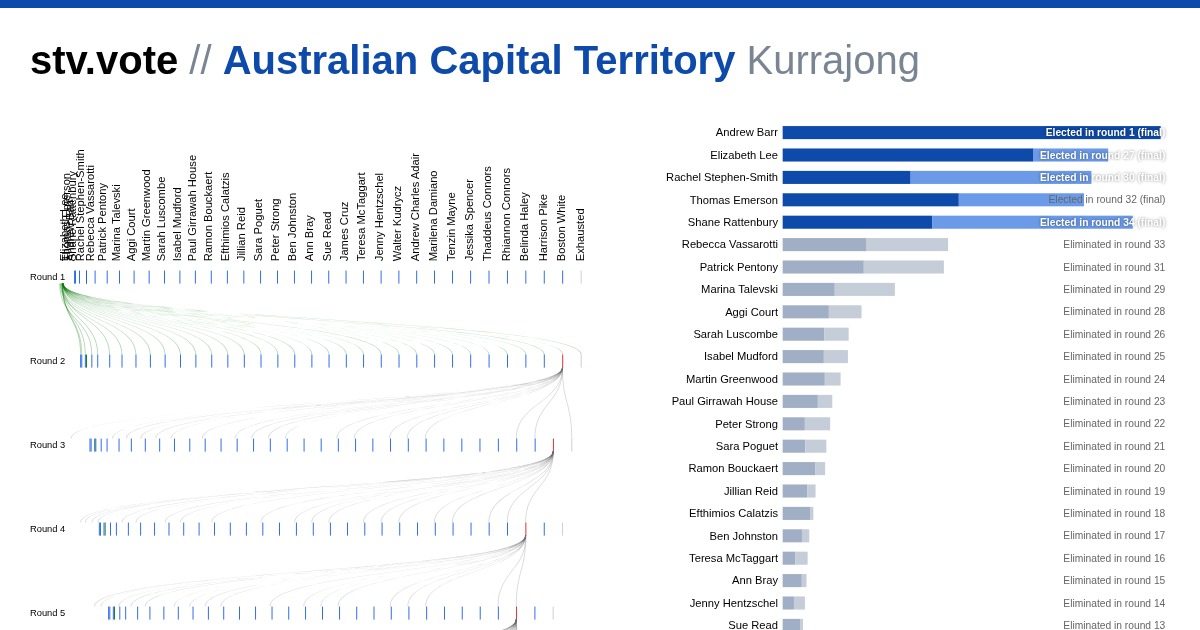 stv.vote // Australian Capital Territory Kurrajong
Rachel Stephen-Smith
Rebecca Vassarotti
Patrick Pentony
Marina Talevski
Aggi Court
Martin Greenwood
Sarah Luscombe
Isabel Mudford
Paul Girrawah House
Ramon Bouckaert
Efthimios Calatzis
Jillian Reid
Sara Poguet
Peter Strong
Ben Johnston
Ann Bray
Sue Read
James Cruz
Teresa McTaggart
Jenny Hentzschel
Walter Kudrycz
Andrew Charles Adair
Marilena Damiano
Tenzin Mayne
Jessika Spencer
Thaddeus Connors
Rhiannon Connors
Belinda Haley
Harrison Pike
Boston White
Exhausted
Round 1
Round 2
Round 3
Round 4
Round 5
Andrew Barr Elected in round 1 (final)
Elizabeth Lee Elected in round 27 (final)
Rachel Stephen-Smith Elected in round 30 (final)
Thomas Emerson Elected in round 32 (final)
Shane Rattenbury Elected in round 34 (final)
Rebecca Vassarotti Eliminated in round 33
Patrick Pentony Eliminated in round 31
Marina Talevski Eliminated in round 29
Aggi Court Eliminated in round 28
Sarah Luscombe Eliminated in round 26
Isabel Mudford Eliminated in round 25
Martin Greenwood Eliminated in round 24
Paul Girrawah House Eliminated in round 23
Peter Strong Eliminated in round 22
Sara Poguet Eliminated in round 21
Ramon Bouckaert Eliminated in round 20
Jillian Reid Eliminated in round 19
Efthimios Calatzis Eliminated in round 18
Ben Johnston Eliminated in round 17
Teresa McTaggart Eliminated in round 16
Ann Bray Eliminated in round 15
Jenny Hentzschel Eliminated in round 14
Sue Read Eliminated in round 13